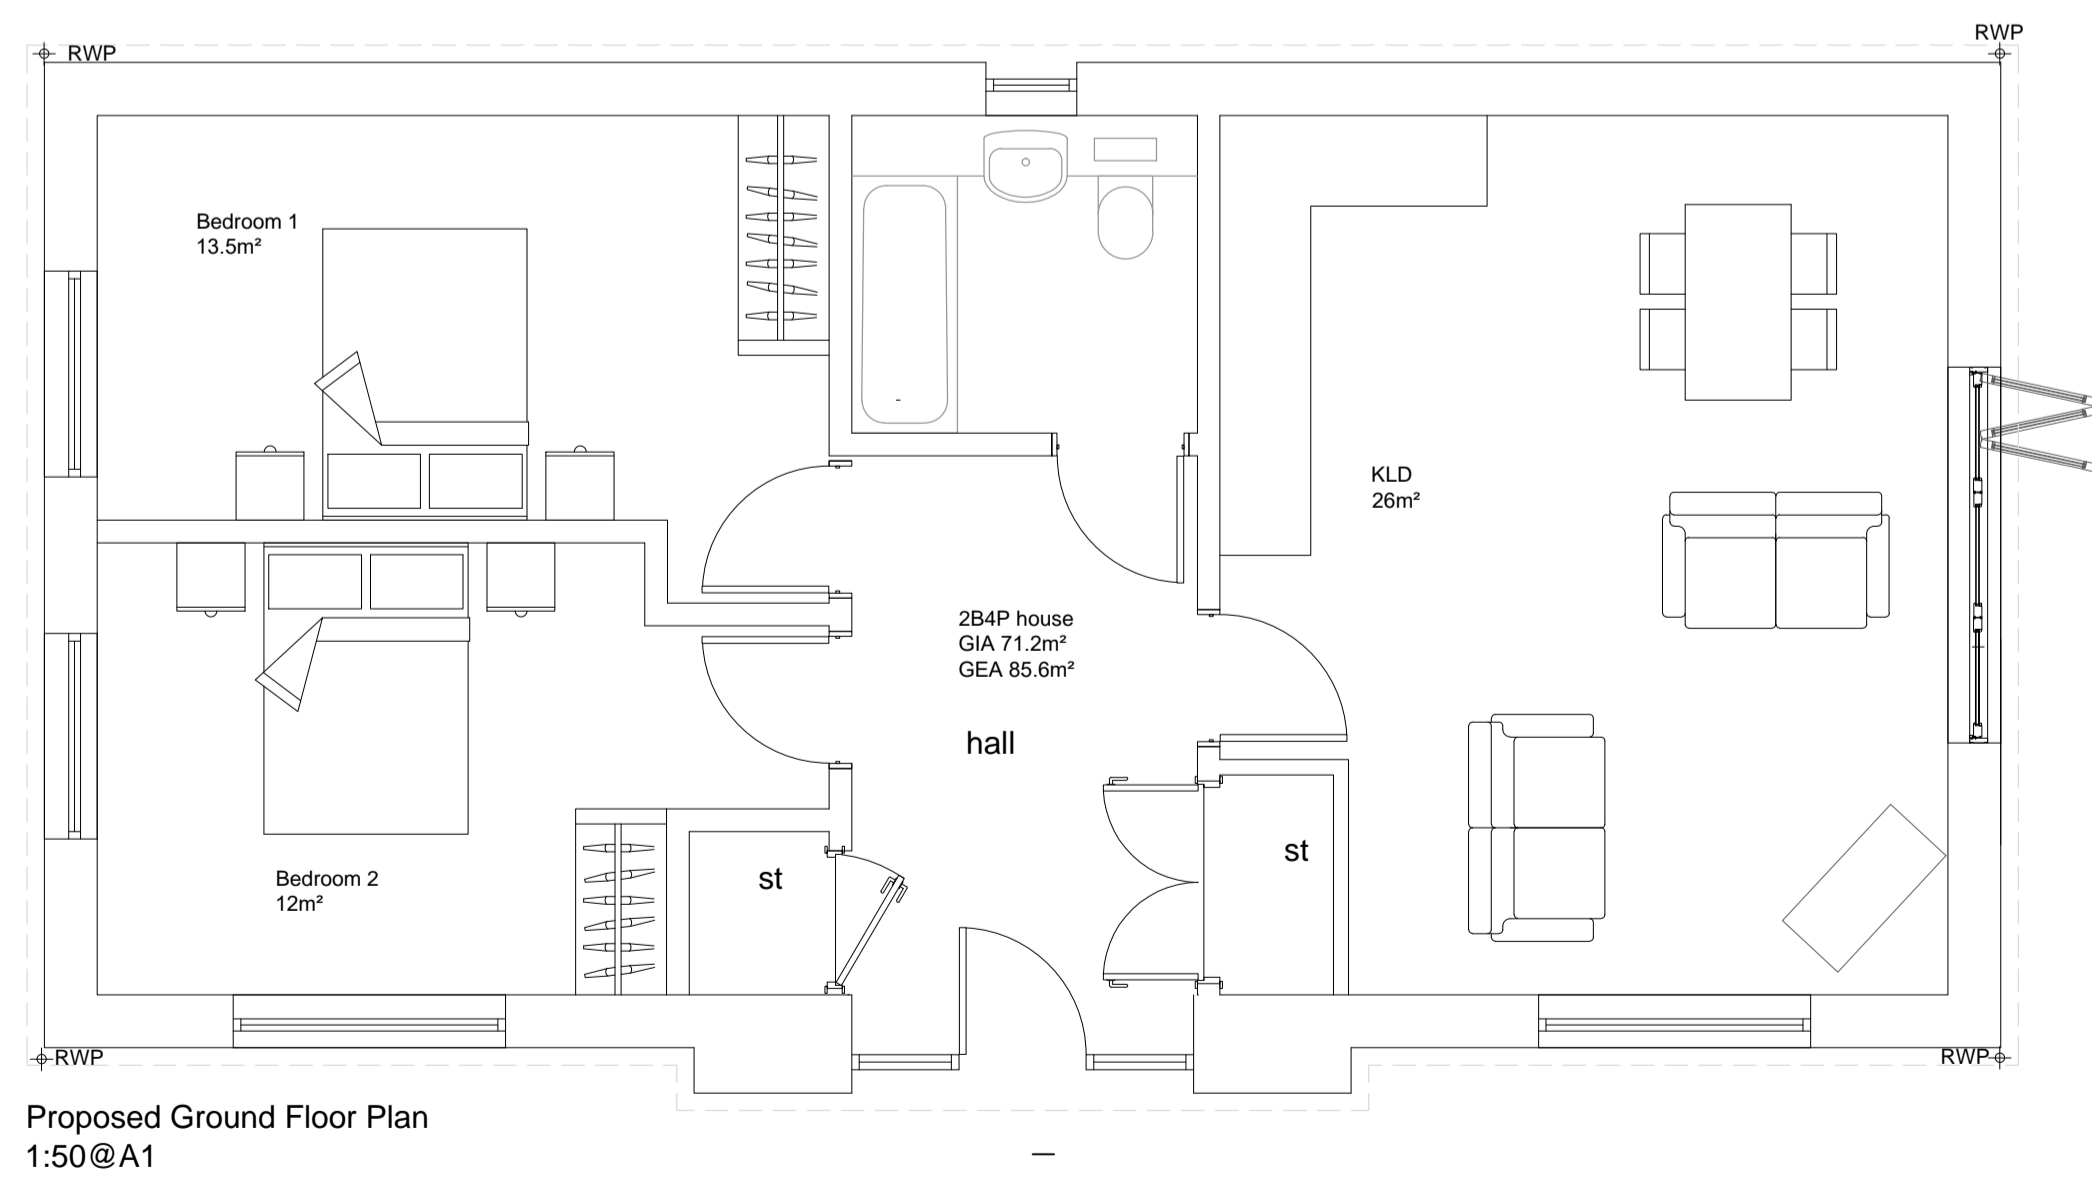 RWP
RWP
Bedroom 1
13.5m²
KLD
26m²
2B4P house
GIA 71.2m²
GEA 85.6m²
hall
st
st
Bedroom 2
12m²
RWP
RWP
Proposed Ground Floor Plan
1:50@A1